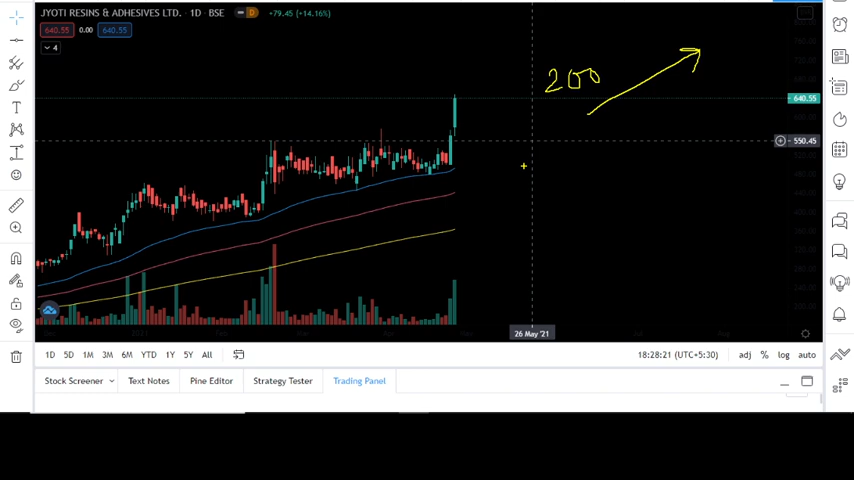 JYOTI RESINS & ADHESIVES LTD. · 1D · BSE D +79.45 (+14.16%)
640.55 0.00 640.55
4
200
640.55
550.45
26 May '21
1D 5D 1M 3M 6M YTD 1Y 5Y All 18:28:21 (UTC+5:30) adj % log auto
Stock Screener Text Notes Pine Editor Strategy Tester Trading Panel